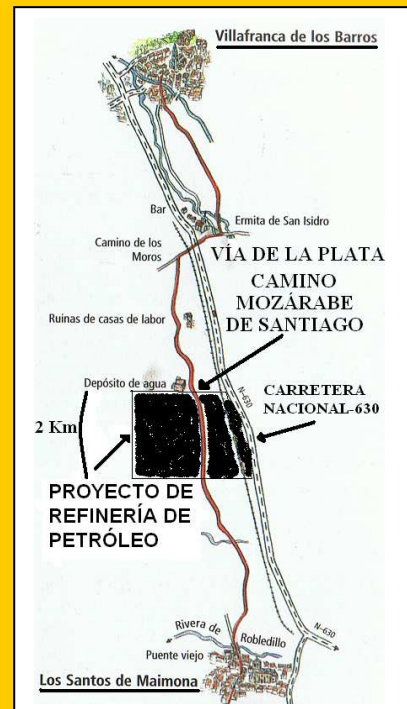 Villafranca de los Barros
Bar
Ermita de San Isidro
Camino de los
Moros
VÍA DE LA PLATA
CAMINO
MOZÁRABE
DE SANTIAGO
Ruinas de casas de labor
Depósito de agua
N-630
CARRETERA
NACIONAL-630
2 Km
PROYECTO DE
REFINERÍA DE
PETRÓLEO
Rivera de
Robledillo
N-630
Puente viejo
Los Santos de Maimona